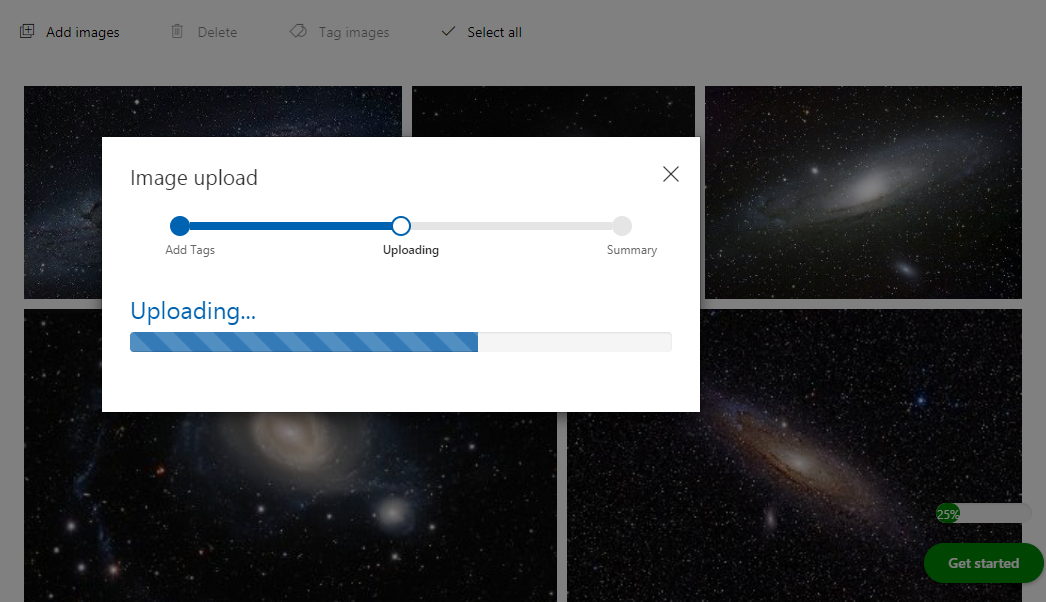 Add images
Delete
Tag images
Select all
Image upload
Add Tags
Uploading
Summary
Uploading...
25%
Get started